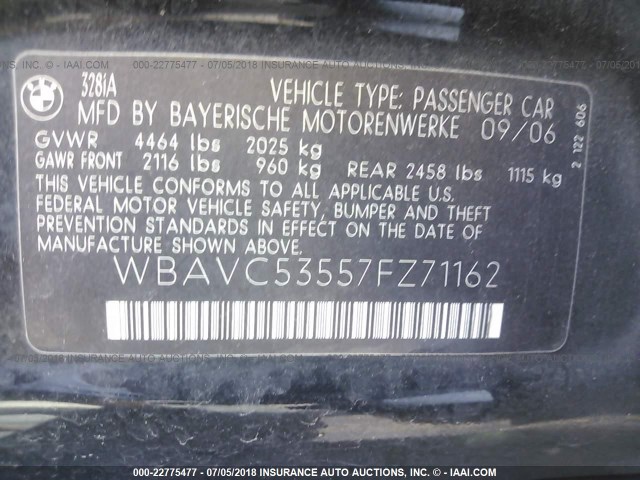 © IAAI 000-22775477 | 07/05/2018 INSURANCE AUTO AUCTIONS, INC. © IAAI
BMW
328iA VEHICLE TYPE: PASSENGER CAR
MFD BY BAYERISCHE MOTORENWERKE 09/06
GVWR 4464 lbs 2025 kg
GAWR FRONT 2116 lbs 960 kg REAR 2458 lbs 1115 kg
THIS VEHICLE CONFORMS TO ALL APPLICABLE U.S.
FEDERAL MOTOR VEHICLE SAFETY, BUMPER AND THEFT
PREVENTION STANDARDS IN EFFECT ON THE DATE OF
MANUFACTURE SHOWN ABOVE.
2 122 606
WBAVC53557FZ71162
000-22775477 | 07/05/2018 INSURANCE AUTO AUCTIONS, INC. © IAAI.COM